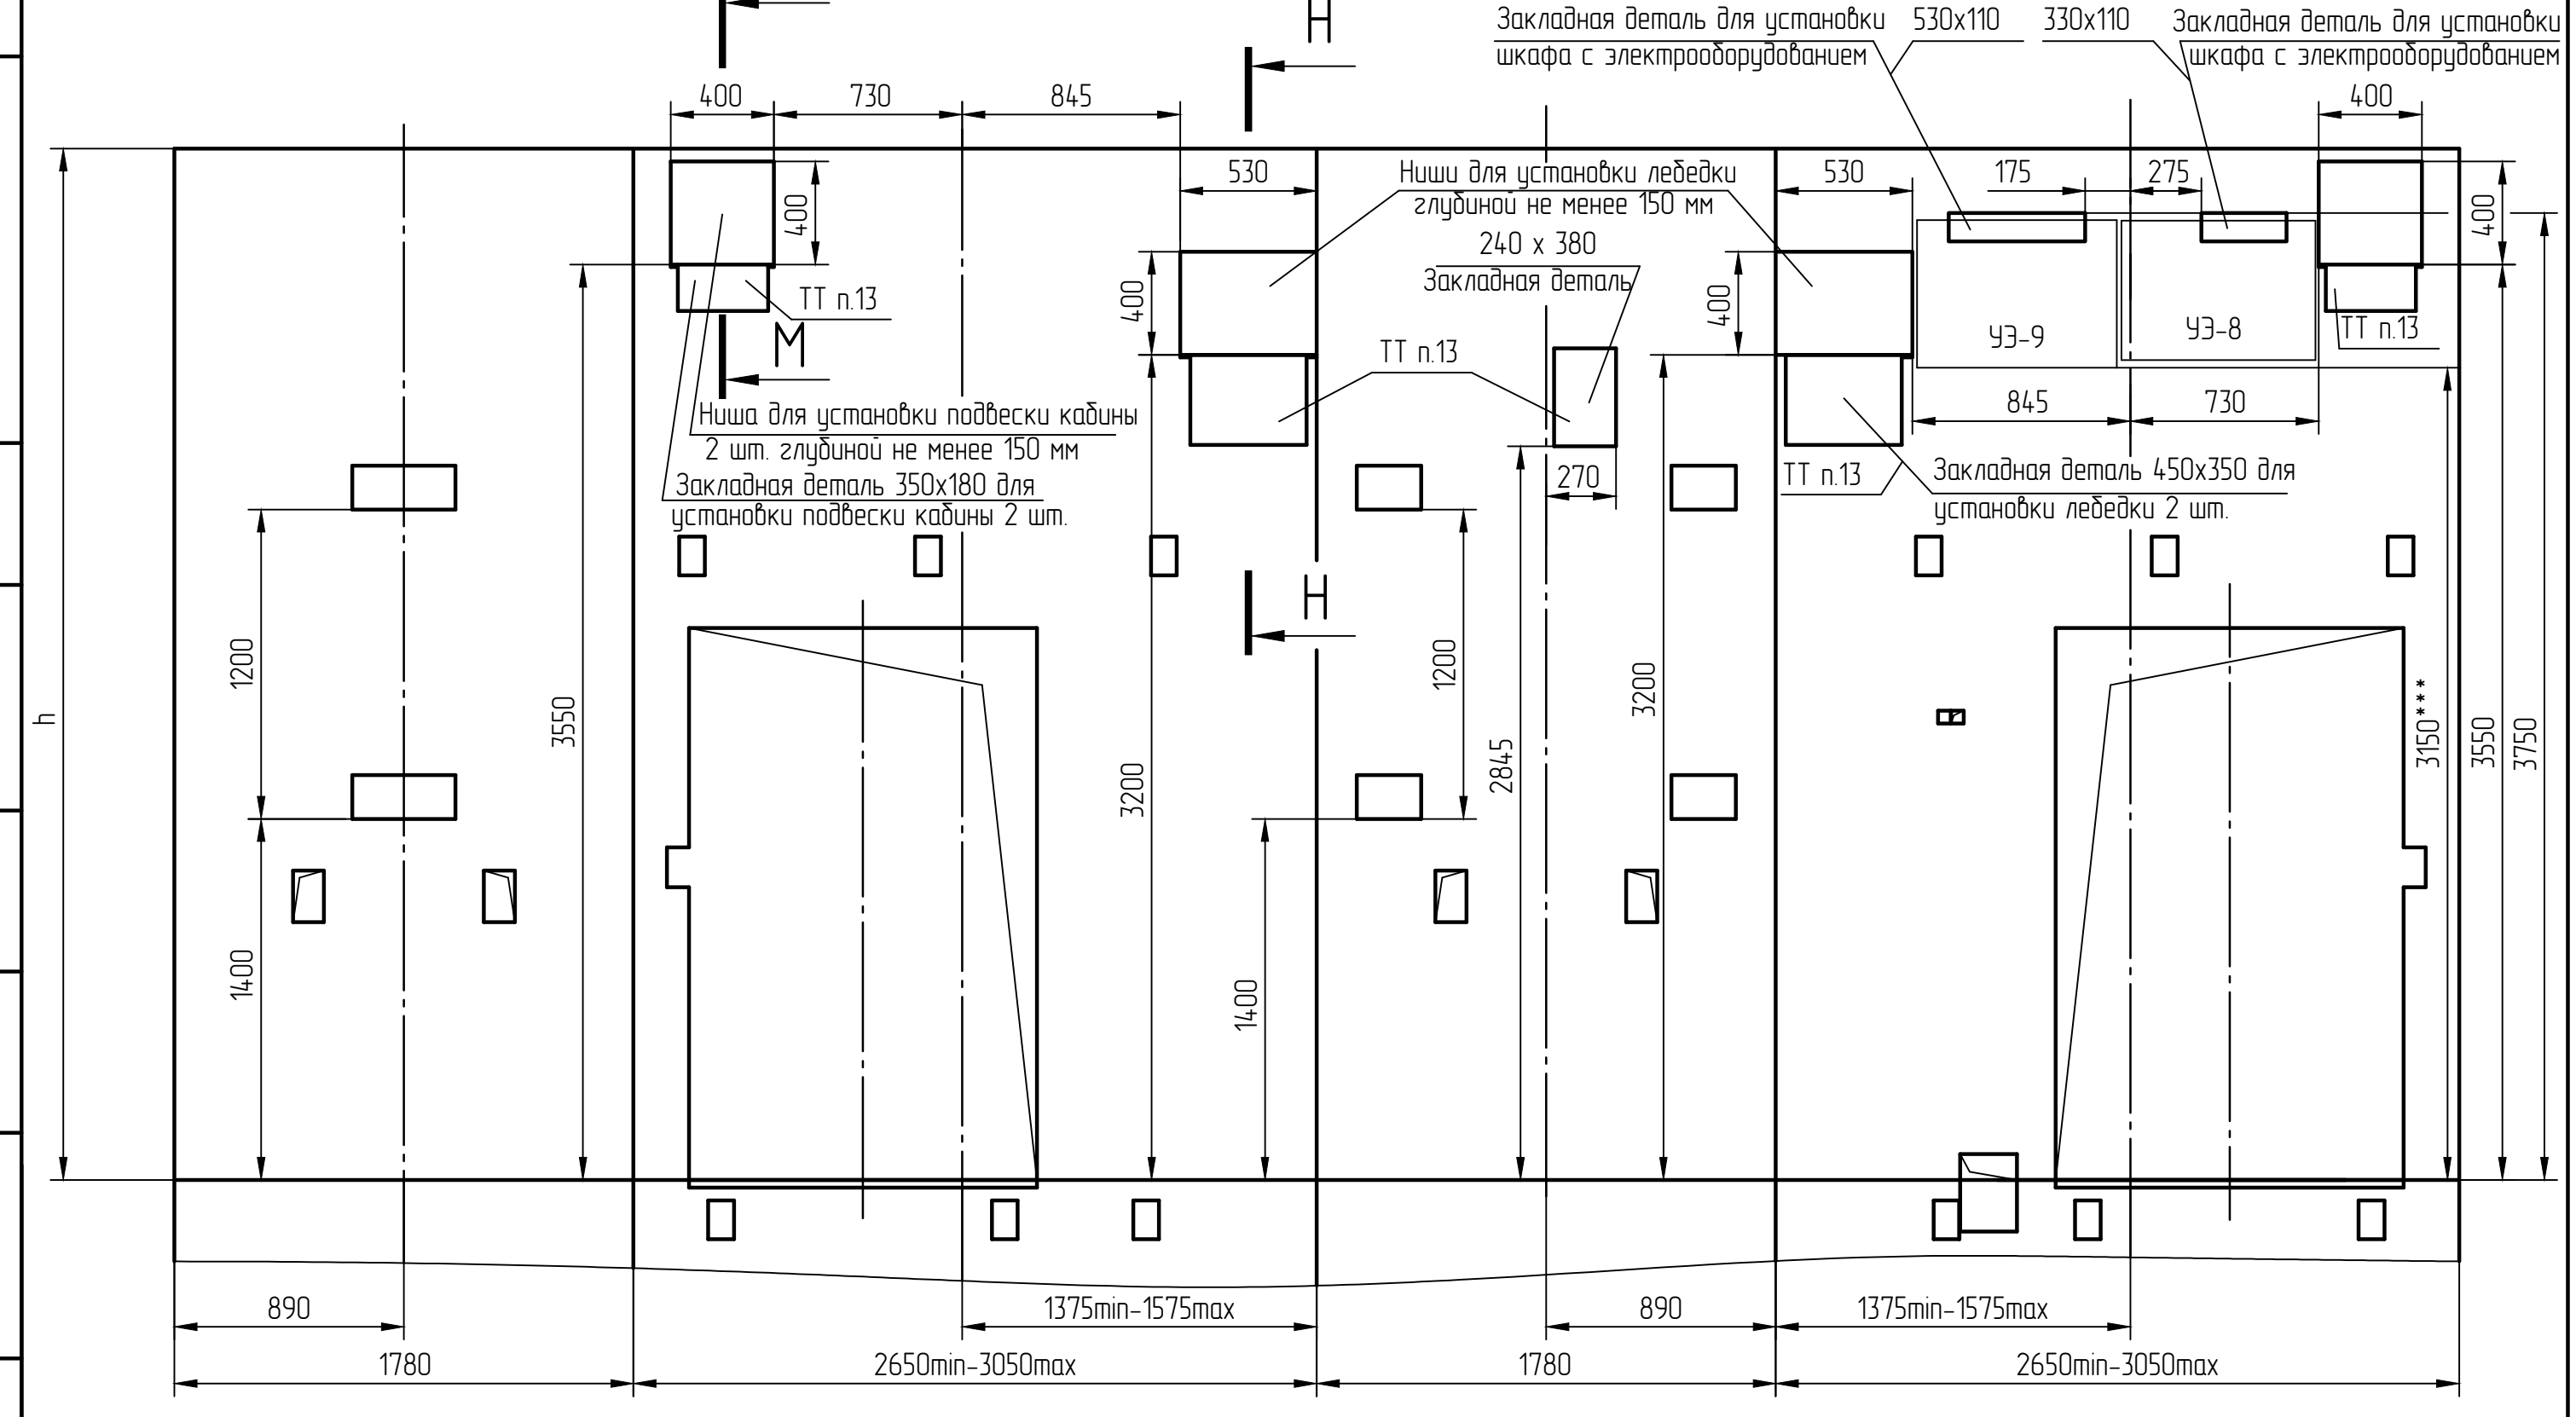 Н
Закладная деталь для установки
шкафа с электрооборудованием
530х110
330х110
Закладная деталь для установки
шкафа с электрооборудованием
400
730
845
400
530
Ниши для установки лебедки
глубиной не менее 150 мм
530
175
275
400
400
240 х 380
Закладная деталь
ТТ п.13
400
400
УЭ-9
УЭ-8
ТТ п.13
М
ТТ п.13
Ниша для установки подвески кабины
2 шт. глубиной не менее 150 мм
Закладная деталь 350х180 для
установки подвески кабины 2 шт.
845
730
270
ТТ п.13
Закладная деталь 450х350 для
установки лебедки 2 шт.
Н
h
1200
3550
3200
1200
2845
3200
3150****
3550
3750
1400
1400
890
1375min-1575max
890
1375min-1575max
1780
2650min-3050max
1780
2650min-3050max